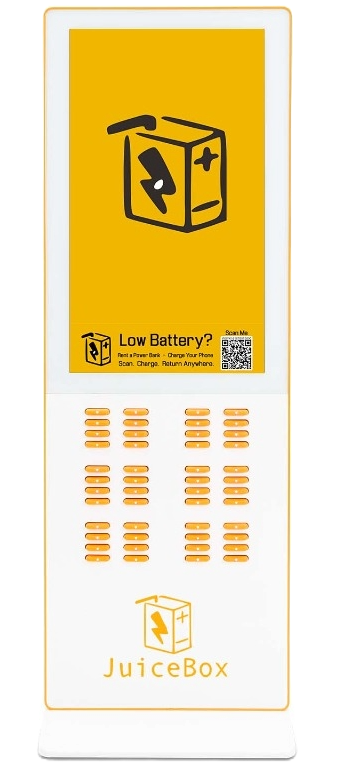 Low Battery?
Rent a Power Bank - Charge Your Phone
Scan. Charge. Return Anywhere.
Scan Me
JuiceBox